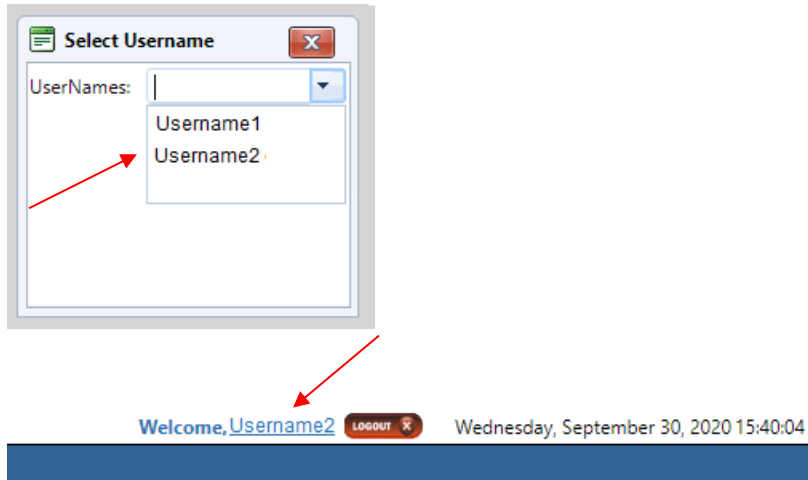 Select Username
UserNames:
Username1
Username2
Welcome, Username2 LOGOUT X Wednesday, September 30, 2020 15:40:04